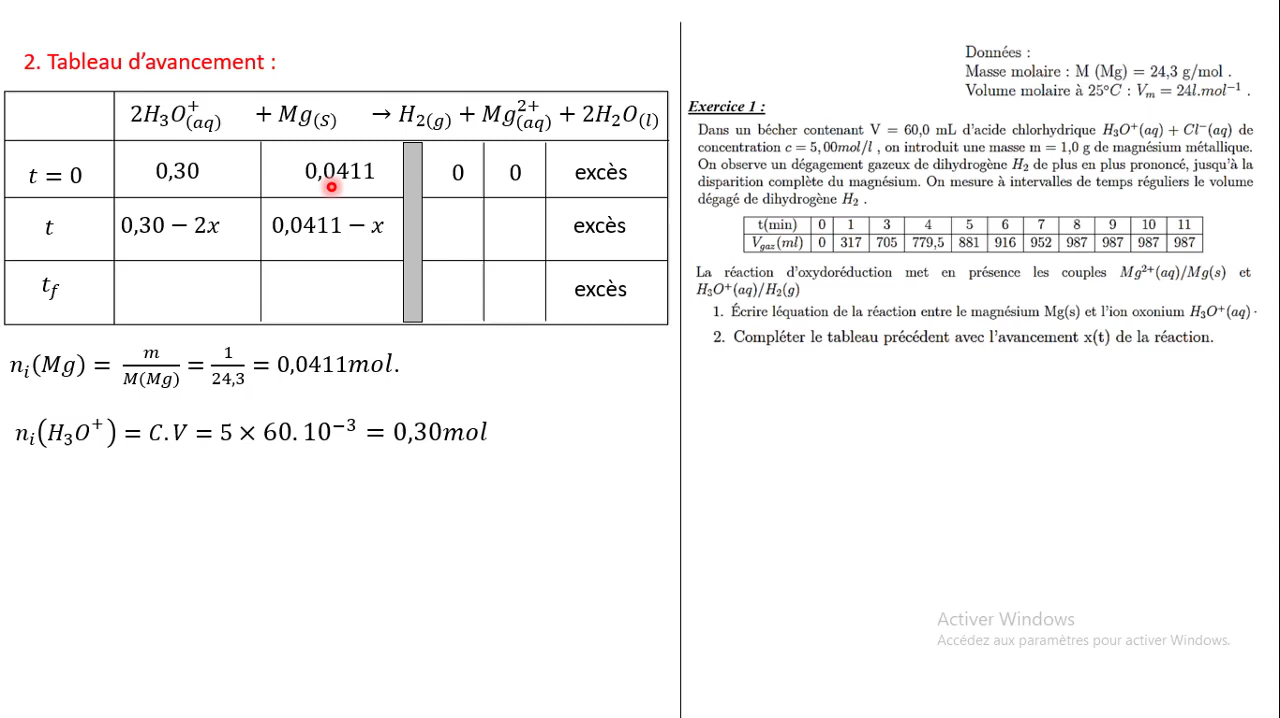 2. Tableau d'avancement :
2H₃O⁺(aq) + Mg(s) → H₂(g) + Mg²⁺(aq) + 2H₂O(l)
t = 0 0,30 0,0411 0 0 excès
t 0,30 − 2x 0,0411 − x excès
t_f excès
nᵢ(Mg) = m/M(Mg) = 1/24,3 = 0,0411mol.
nᵢ(H₃O⁺) = C.V = 5 × 60. 10⁻³ = 0,30mol
Données :
Masse molaire : M (Mg) = 24,3 g/mol .
Volume molaire à 25°C : Vₘ = 24l.mol⁻¹ .
Exercice 1 :
Dans un bécher contenant V = 60,0 mL d'acide chlorhydrique H₃O⁺(aq) + Cl⁻(aq) de
concentration c = 5, 00mol/l , on introduit une masse m = 1,0 g de magnésium métallique.
On observe un dégagement gazeux de dihydrogène H₂ de plus en plus prononcé, jusqu'à la
disparition complète du magnésium. On mesure à intervalles de temps réguliers le volume
dégagé de dihydrogène H₂ .
t(min) 0 1 3 4 5 6 7 8 9 10 11
V_gaz(ml) 0 317 705 779,5 881 916 952 987 987 987 987
La réaction d'oxydoréduction met en présence les couples Mg²⁺(aq)/Mg(s) et
H₃O⁺(aq)/H₂(g)
1. Écrire léquation de la réaction entre le magnésium Mg(s) et l'ion oxonium H₃O⁺(aq)·
2. Compléter le tableau précédent avec l'avancement x(t) de la réaction.
Activer Windows
Accédez aux paramètres pour activer Windows.